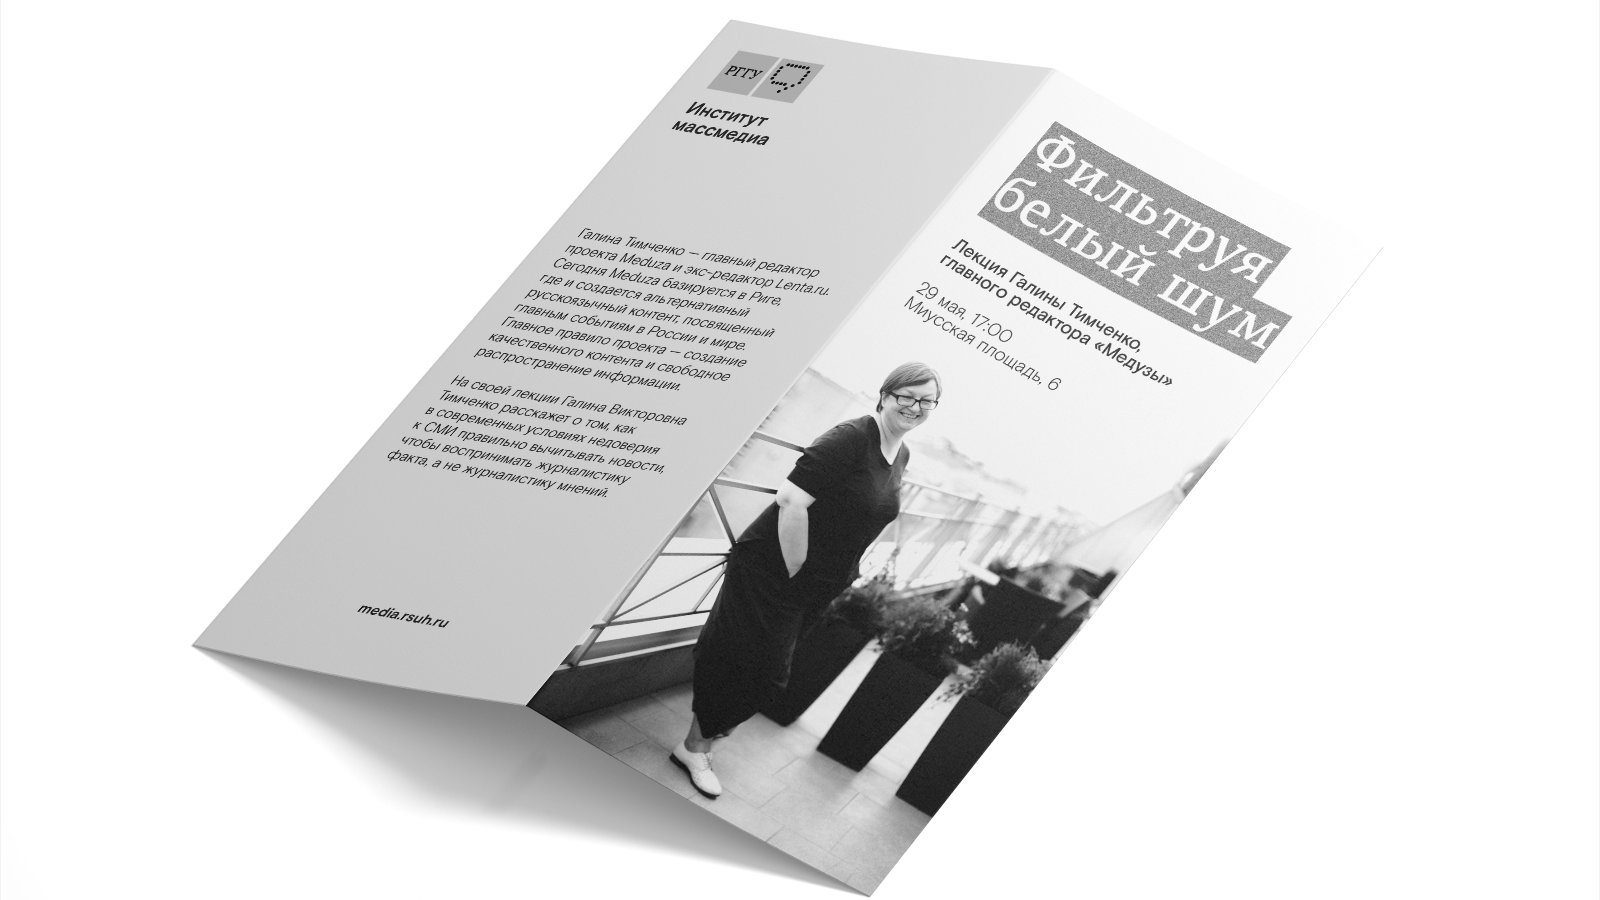 РГГУ
Институт
массмедиа
Галина Тимченко — главный редактор
проекта Meduza и экс-редактор Lenta.ru.
Сегодня Meduza базируется в Риге,
где и создается альтернативный
русскоязычный контент, посвященный
главным событиям в России и мире.
Главное правило проекта — создание
качественного контента и свободное
распространение информации.
На своей лекции Галина Викторовна
Тимченко расскажет о том, как
в современных условиях недоверия
к СМИ правильно вычитывать новости,
чтобы воспринимать журналистику
факта, а не журналистику мнений.
media.rsuh.ru
Фильтруя
белый шум
Лекция Галины Тимченко,
главного редактора «Медузы»
29 мая, 17:00
Миусская площадь, 6